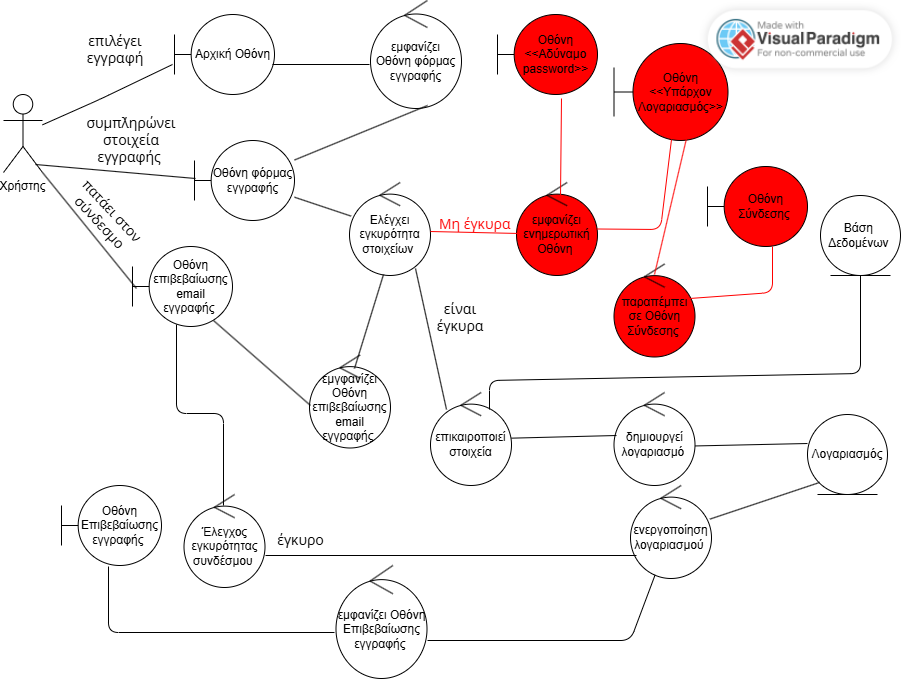 Made with
Visual Paradigm
For non-commercial use
επιλέγει
εγγραφή
Αρχική Οθόνη
εμφανίζει
Οθόνη φόρμας
εγγραφής
Οθόνη
<<Αδύναμο
password>>
Οθόνη
<<Υπάρχον
Λογαριασμός>>
Χρήστης
συμπληρώνει
στοιχεία
εγγραφής
Οθόνη φόρμας
εγγραφής
πατάει στον
σύνδεσμο
Ελέγχει
εγκυρότητα
στοιχείων
Μη έγκυρα
εμφανίζει
ενημερωτική
Οθόνη
Οθόνη
Σύνδεσης
Βάση
Δεδομένων
Οθόνη
επιβεβαίωσης
email
εγγραφής
είναι
έγκυρα
παραπέμπει
σε Οθόνη
Σύνδεσης
εμγφανίζει
Οθόνη
επιβεβαίωσης
email
εγγραφής
επικαιροποιεί
στοιχεία
δημιουργεί
λογαριασμό
Λογαριασμός
Οθόνη
Επιβεβαίωσης
εγγραφής
Έλεγχος
εγκυρότητας
συνδέσμου
έγκυρο
ενεργοποίηση
λογαριασμού
εμφανίζει Οθόνη
Επιβεβαίωσης
εγγραφής